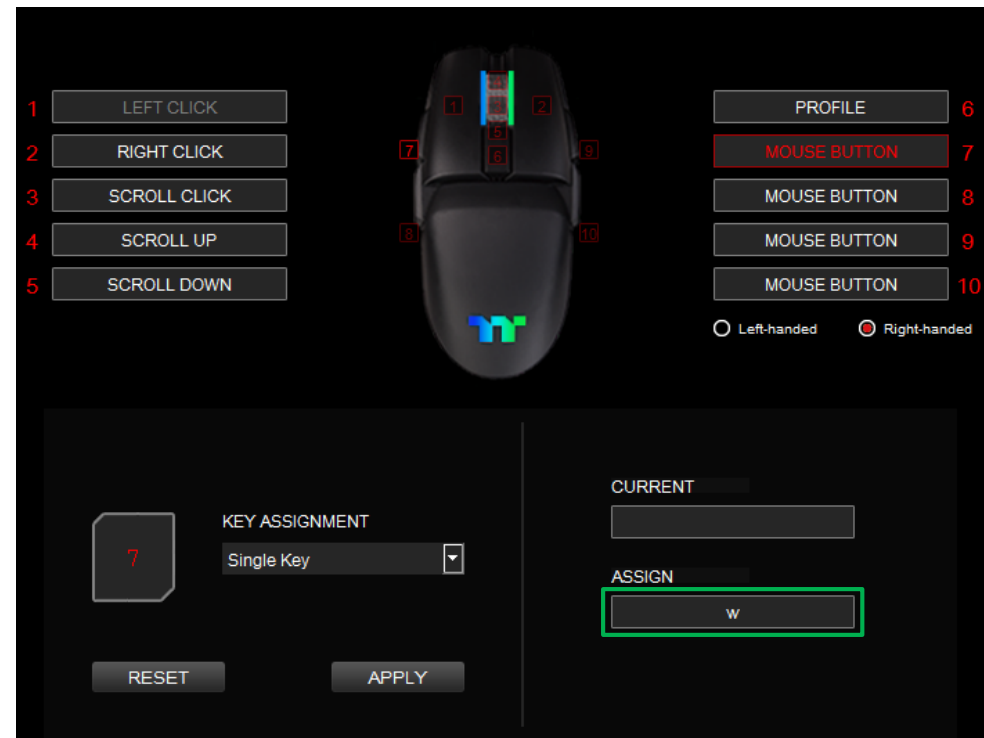 1 LEFT CLICK
2 RIGHT CLICK
3 SCROLL CLICK
4 SCROLL UP
5 SCROLL DOWN
1
2
5
6
7
9
8
10
PROFILE 6
MOUSE BUTTON 7
MOUSE BUTTON 8
MOUSE BUTTON 9
MOUSE BUTTON 10
Left-handed Right-handed
7
KEY ASSIGNMENT
Single Key
RESET APPLY
CURRENT
ASSIGN
w